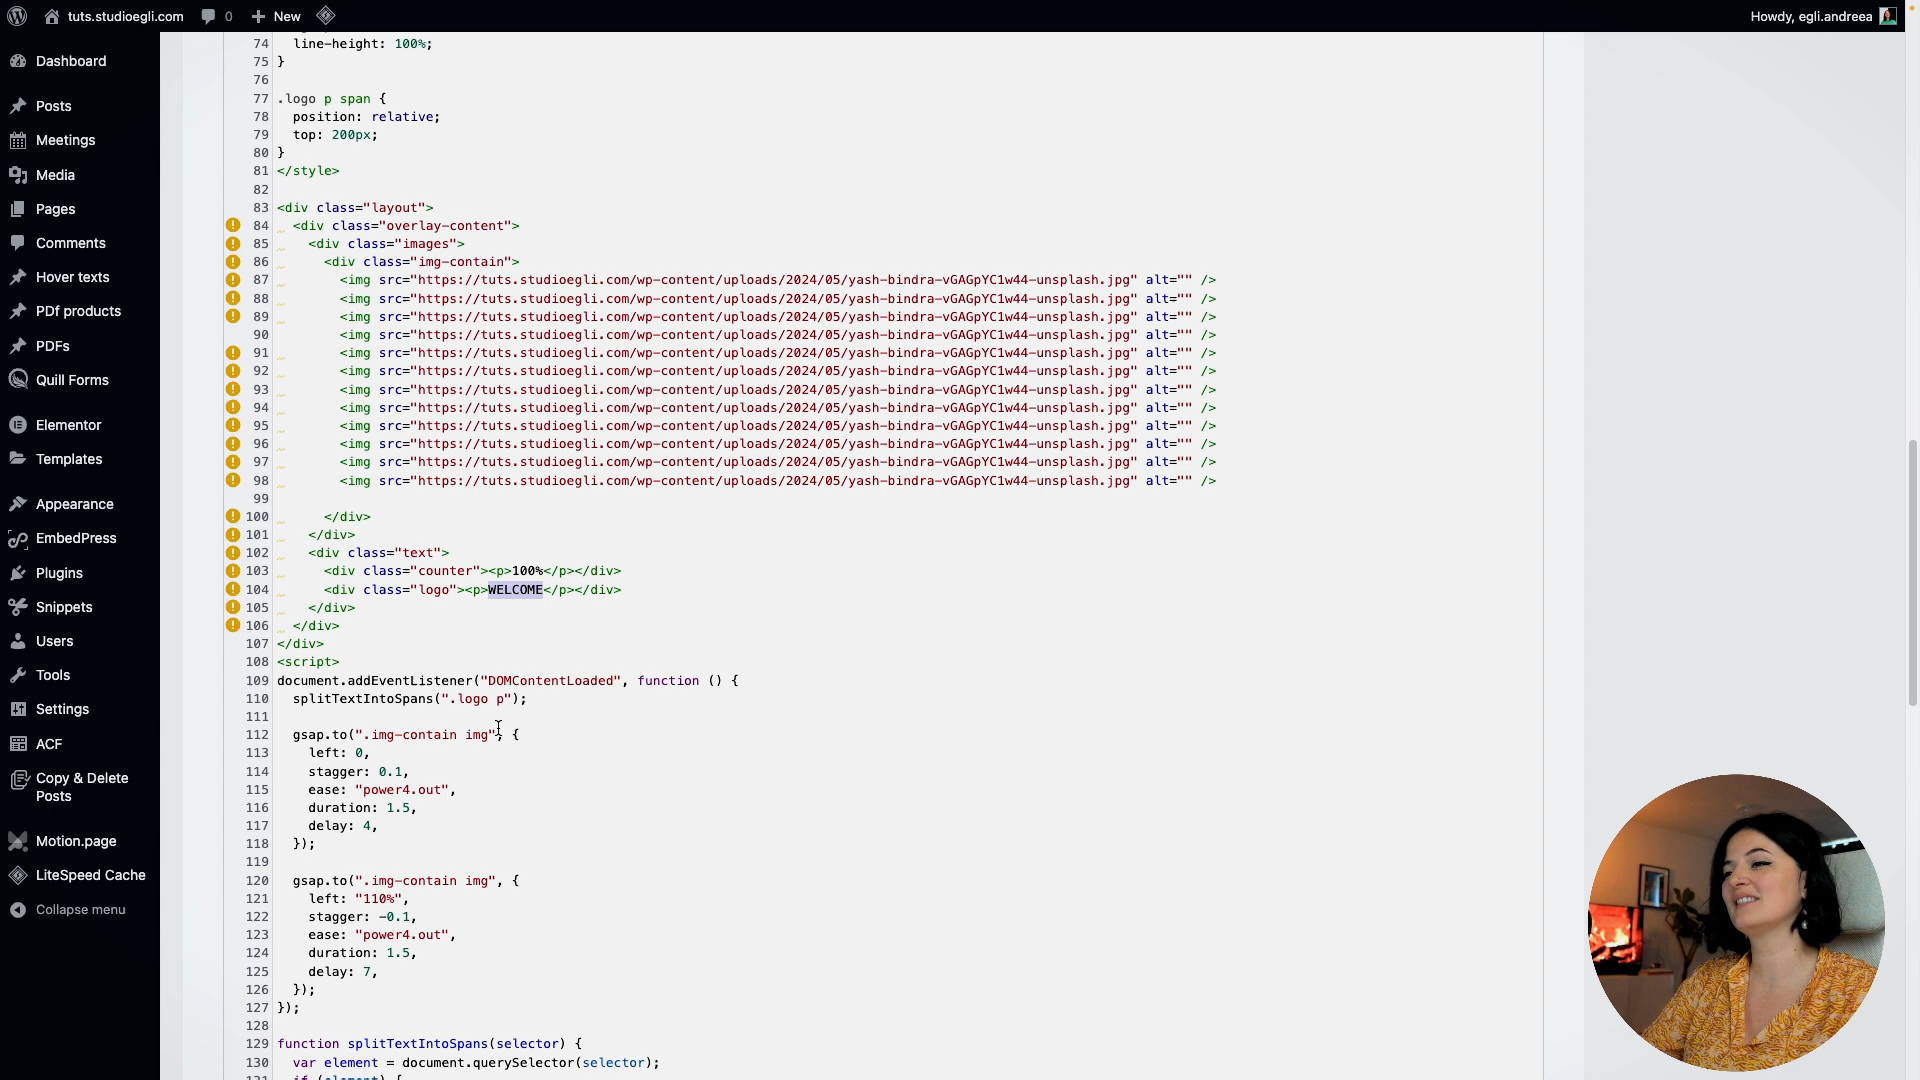 tuts.studioegli.com
0
New
Howdy, egli.andreea
Dashboard
Posts
Meetings
Media
Pages
Comments
Hover texts
PDf products
PDFs
Quill Forms
Elementor
Templates
Appearance
EmbedPress
Plugins
Snippets
Users
Tools
Settings
ACF
Copy & Delete
Posts
Motion.page
LiteSpeed Cache
Collapse menu
74 line-height: 100%;
75 }
76
77 .logo p span {
78 position: relative;
79 top: 200px;
80 }
81 </style>
82
83 <div class="layout">
84 <div class="overlay-content">
85 <div class="images">
86 <div class="img-contain">
87 <img src="https://tuts.studioegli.com/wp-content/uploads/2024/05/yash-bindra-vGAGpYC1w44-unsplash.jpg" alt="" />
88 <img src="https://tuts.studioegli.com/wp-content/uploads/2024/05/yash-bindra-vGAGpYC1w44-unsplash.jpg" alt="" />
89 <img src="https://tuts.studioegli.com/wp-content/uploads/2024/05/yash-bindra-vGAGpYC1w44-unsplash.jpg" alt="" />
90 <img src="https://tuts.studioegli.com/wp-content/uploads/2024/05/yash-bindra-vGAGpYC1w44-unsplash.jpg" alt="" />
91 <img src="https://tuts.studioegli.com/wp-content/uploads/2024/05/yash-bindra-vGAGpYC1w44-unsplash.jpg" alt="" />
92 <img src="https://tuts.studioegli.com/wp-content/uploads/2024/05/yash-bindra-vGAGpYC1w44-unsplash.jpg" alt="" />
93 <img src="https://tuts.studioegli.com/wp-content/uploads/2024/05/yash-bindra-vGAGpYC1w44-unsplash.jpg" alt="" />
94 <img src="https://tuts.studioegli.com/wp-content/uploads/2024/05/yash-bindra-vGAGpYC1w44-unsplash.jpg" alt="" />
95 <img src="https://tuts.studioegli.com/wp-content/uploads/2024/05/yash-bindra-vGAGpYC1w44-unsplash.jpg" alt="" />
96 <img src="https://tuts.studioegli.com/wp-content/uploads/2024/05/yash-bindra-vGAGpYC1w44-unsplash.jpg" alt="" />
97 <img src="https://tuts.studioegli.com/wp-content/uploads/2024/05/yash-bindra-vGAGpYC1w44-unsplash.jpg" alt="" />
98 <img src="https://tuts.studioegli.com/wp-content/uploads/2024/05/yash-bindra-vGAGpYC1w44-unsplash.jpg" alt="" />
99
100 </div>
101 </div>
102 <div class="text">
103 <div class="counter"><p>100%</p></div>
104 <div class="logo"><p>WELCOME</p></div>
105 </div>
106 </div>
107 </div>
108 <script>
109 document.addEventListener("DOMContentLoaded", function () {
110 splitTextIntoSpans(".logo p");
111
112 gsap.to(".img-contain img", {
113 left: 0,
114 stagger: 0.1,
115 ease: "power4.out",
116 duration: 1.5,
117 delay: 4,
118 });
119
120 gsap.to(".img-contain img", {
121 left: "110%",
122 stagger: -0.1,
123 ease: "power4.out",
124 duration: 1.5,
125 delay: 7,
126 });
127 });
128
129 function splitTextIntoSpans(selector) {
130 var element = document.querySelector(selector);
131 if (element) {